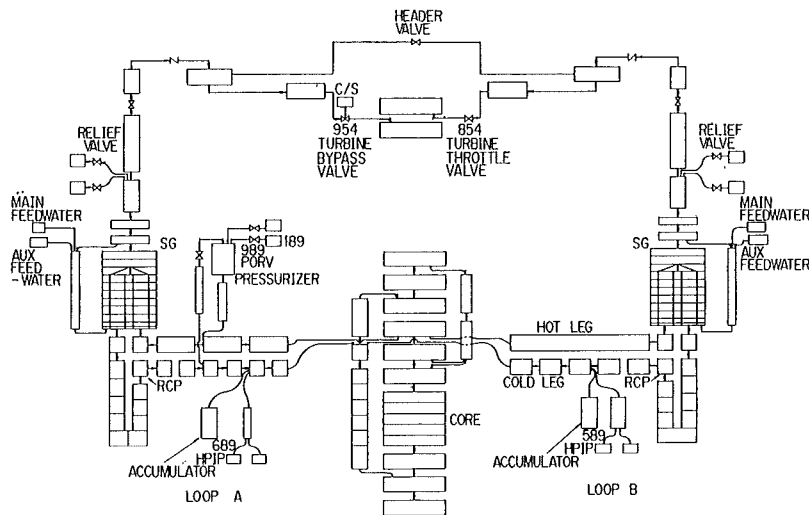 HEADER
VALVE
C/S
954
TURBINE
BYPASS
VALVE
854
TURBINE
THROTTLE
VALVE
RELIEF
VALVE
RELIEF
VALVE
MAIN
FEEDWATER
AUX
FEED
-WATER
SG
989
PORV
189
PRESSURIZER
SG
MAIN
FEEDWATER
AUX
FEEDWATER
HOT LEG
COLD LEG
RCP
RCP
CORE
689
HPIP
ACCUMULATOR
589
HPIP
ACCUMULATOR
LOOP A
LOOP B